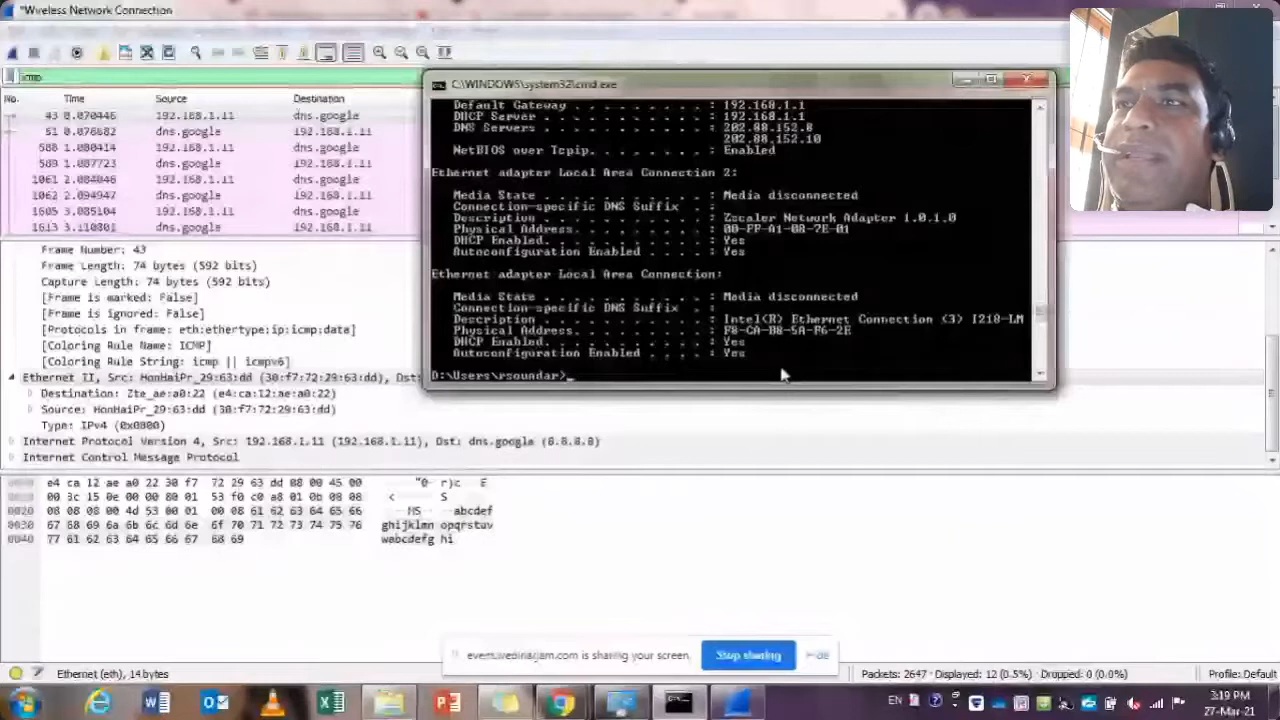 *Wireless Network Connection
icmp
No. Time Source Destination
43 0.070446 192.168.1.11 dns.google
51 0.076682 dns.google 192.168.1.11
588 1.080414 192.168.1.11 dns.google
589 1.087723 dns.google 192.168.1.11
1061 2.084046 192.168.1.11 dns.google
1062 2.094947 dns.google 192.168.1.11
1605 3.085104 192.168.1.11 dns.google
1613 3.110801 dns.google 192.168.1.11
Frame Number: 43
Frame Length: 74 bytes (592 bits)
Capture Length: 74 bytes (592 bits)
[Frame is marked: False]
[Frame is ignored: False]
[Protocols in frame: eth:ethertype:ip:icmp:data]
[Coloring Rule Name: ICMP]
[Coloring Rule String: icmp || icmpv6]
Ethernet II, Src: HonHaiPr_29:63:dd (30:f7:72:29:63:dd), Dst:
Destination: Zte_ae:a0:22 (e4:ca:12:ae:a0:22)
Source: HonHaiPr_29:63:dd (30:f7:72:29:63:dd)
Type: IPv4 (0x0800)
Internet Protocol Version 4, Src: 192.168.1.11 (192.168.1.11), Dst: dns.google (8.8.8.8)
Internet Control Message Protocol
C:\WINDOWS\system32\cmd.exe
Default Gateway . . . . . . . . . : 192.168.1.1
DHCP Server . . . . . . . . . . . : 192.168.1.1
DNS Servers . . . . . . . . . . . : 202.88.152.8
202.88.152.10
NetBIOS over Tcpip. . . . . . . . : Enabled
Ethernet adapter Local Area Connection 2:
Media State . . . . . . . . . . . : Media disconnected
Connection-specific DNS Suffix . :
Description . . . . . . . . . . . : Zscaler Network Adapter 1.0.1.0
Physical Address. . . . . . . . . : 00-FF-A1-08-7E-01
DHCP Enabled. . . . . . . . . . . : Yes
Autoconfiguration Enabled . . . . : Yes
Ethernet adapter Local Area Connection:
Media State . . . . . . . . . . . : Media disconnected
Connection-specific DNS Suffix . :
Description . . . . . . . . . . . : Intel(R) Ethernet Connection (3) I218-LM
Physical Address. . . . . . . . . : F8-CA-B8-5A-F6-2E
DHCP Enabled. . . . . . . . . . . : Yes
Autoconfiguration Enabled . . . . : Yes
D:\Users\rsoundar>_
e4 ca 12 ae a0 22 30 f7 72 29 63 dd 08 00 45 00 "0 r)c E
00 3c 15 0e 00 00 80 01 53 f0 c0 a8 01 0b 08 08 < S
0020 08 08 08 00 4d 53 00 01 00 08 61 62 63 64 65 66 MS abcdef
0030 67 68 69 6a 6b 6c 6d 6e 6f 70 71 72 73 74 75 76 ghijklmn opqrstuv
0040 77 61 62 63 64 65 66 67 68 69 wabcdefg hi
is sharing your screen.
Stop sharing
Hide
Ethernet (eth), 14 bytes
Packets: 2647 · Displayed: 12 (0.5%) · Dropped: 0 (0.0%)
Profile: Default
EN
3:19 PM
27-Mar-21